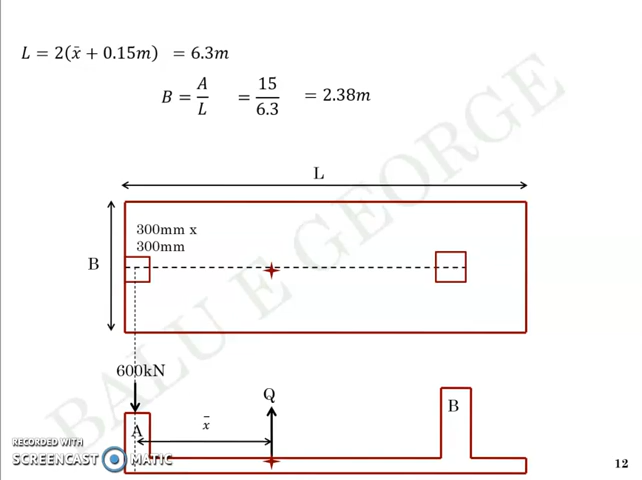 L = 2(x̄ + 0.15m) = 6.3m
B = A/L = 15/6.3 = 2.38m
L
300mm x
300mm
B
600kN
Q
A
x̄
B
BALU E GEORGE
RECORDED WITH
SCREENCAST MATIC
12